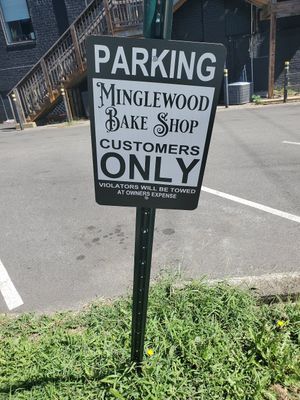 PARKING
MINGLEWOOD
BAKE SHOP
CUSTOMERS
ONLY
VIOLATORS WILL BE TOWED
AT OWNERS EXPENSE